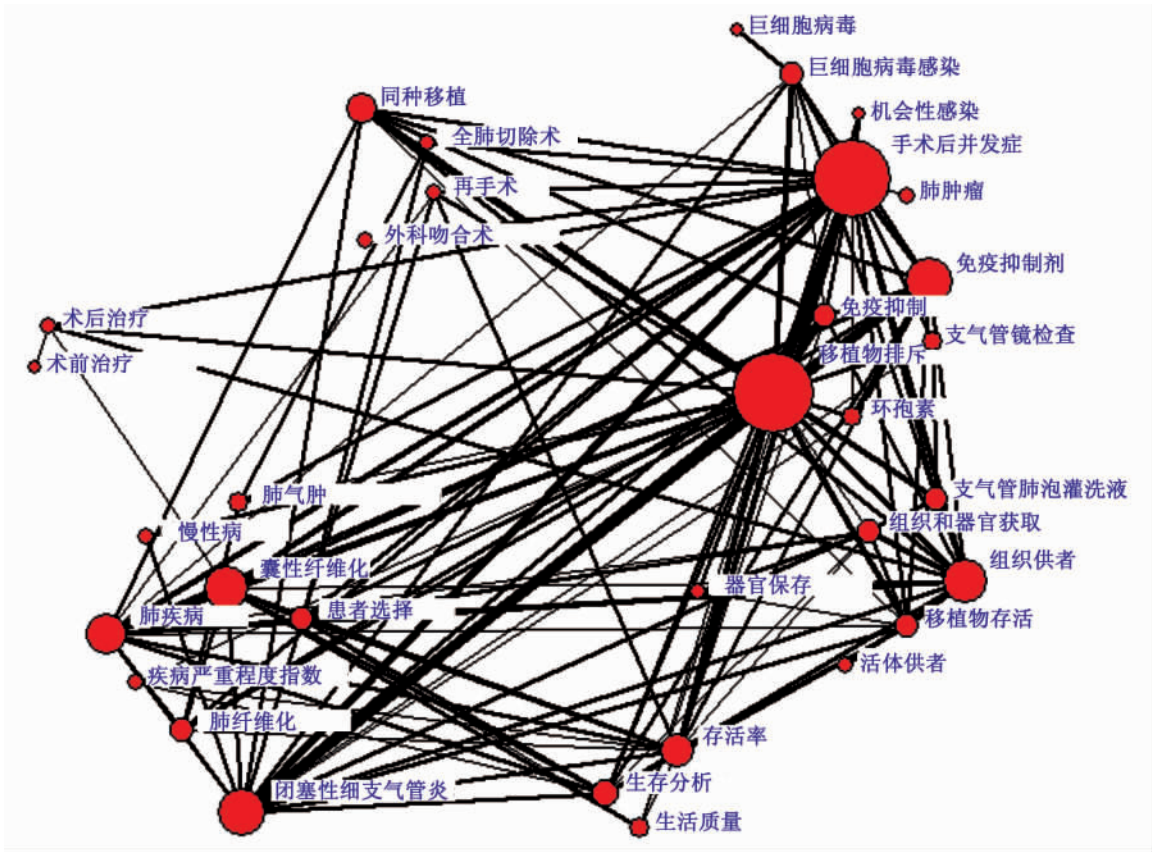 巨细胞病毒
巨细胞病毒感染
同种移植
机会性感染
全肺切除术
手术后并发症
再手术
肺肿瘤
外科吻合术
免疫抑制剂
免疫抑制
术后治疗
支气管镜检查
移植物排斥
术前治疗
环孢素
支气管肺泡灌洗液
肺气肿
组织和器官获取
慢性病
组织供者
囊性纤维化
器官保存
患者选择
肺疾病
移植物存活
活体供者
疾病严重程度指数
肺纤维化
存活率
生存分析
闭塞性细支气管炎
生活质量